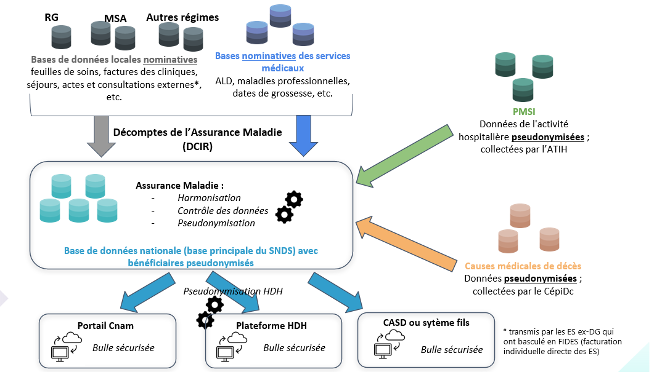 RG
MSA
Autres régimes
Bases de données locales nominatives
feuilles de soins, factures des cliniques,
séjours, actes et consultations externes*,
etc.
Bases nominatives des services
médicaux
ALD, maladies professionnelles,
dates de grossesse, etc.
PMSI
Données de l'activité
hospitalière pseudonymisées ;
collectées par l'ATIH
Décomptes de l'Assurance Maladie
(DCIR)
Assurance Maladie :
- Harmonisation
- Contrôle des données
- Pseudonymisation
Base de données nationale (base principale du SNDS) avec
bénéficiaires pseudonymisés
Causes médicales de décès
Données pseudonymisées ;
collectées par le CépiDc
Pseudonymisation HDH
Portail Cnam
Bulle sécurisée
Plateforme HDH
Bulle sécurisée
CASD ou sytème fils
Bulle sécurisée
* transmis par les ES ex-DG qui
ont basculé en FIDES (facturation
individuelle directe des ES)